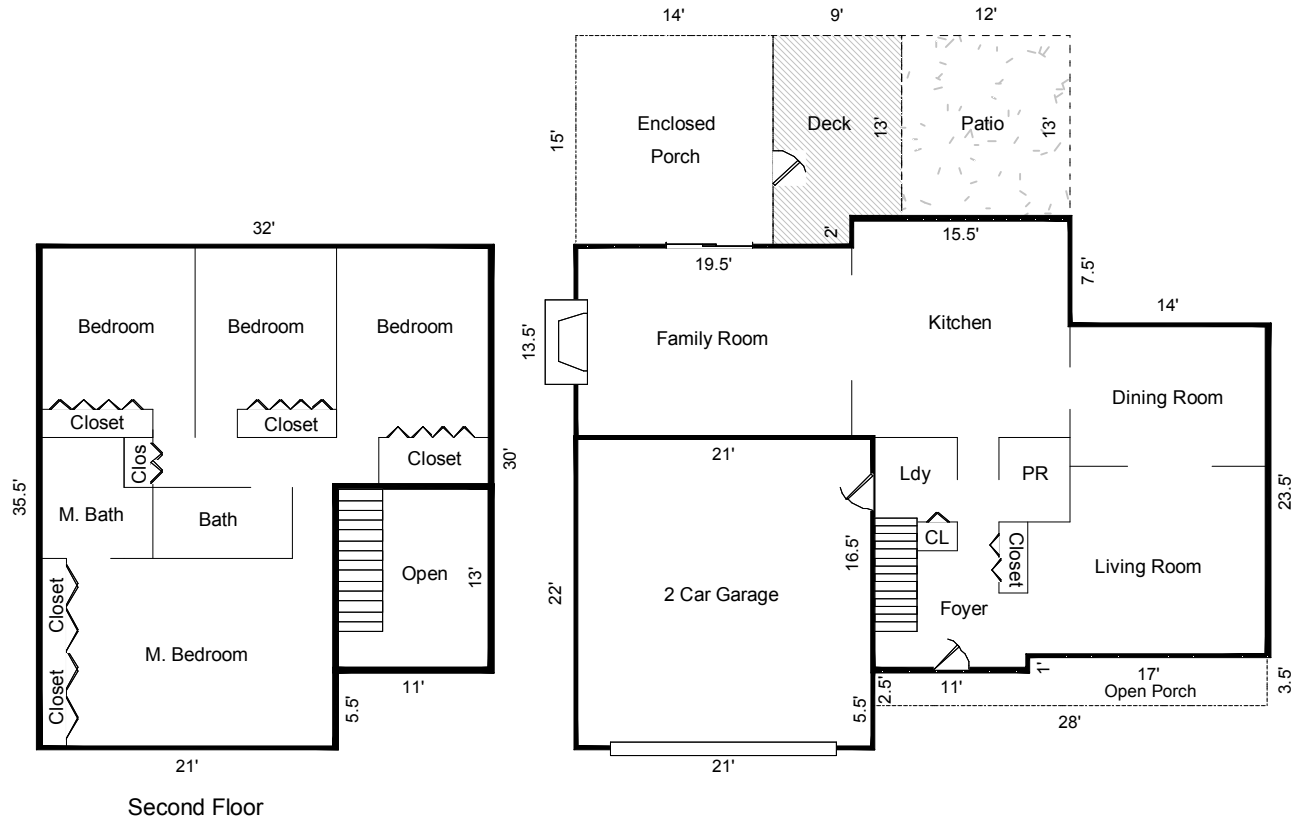 14'
9'
12'
15'
Enclosed
Porch
Deck
13'
Patio
13'
32'
2'
15.5'
19.5'
7.5'
Bedroom
Bedroom
Bedroom
13.5'
Family Room
Kitchen
14'
Closet
Closet
Clos
Closet
30'
35.5'
M. Bath
Bath
21'
Ldy
PR
Dining Room
23.5'
CL
Closet
16.5'
Open
13'
Closet
Closet
M. Bedroom
22'
2 Car Garage
Foyer
Living Room
11'
5.5'
5.5'
2.5'
11'
1'
17'
Open Porch
3.5'
28'
21'
21'
Second Floor